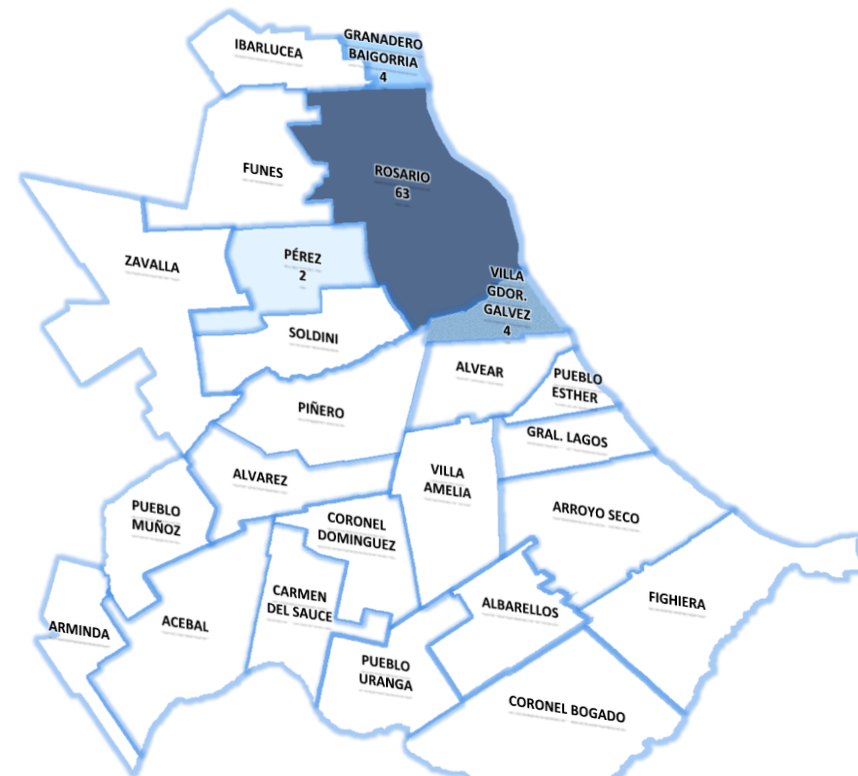 IBARLUCEA
GRANADERO
BAIGORRIA
4
FUNES
ROSARIO
63
ZAVALLA
PÉREZ
2
VILLA
GDOR.
GALVEZ
4
SOLDINI
ALVEAR
PUEBLO
ESTHER
PIÑERO
GRAL. LAGOS
ALVAREZ
VILLA
AMELIA
PUEBLO
MUÑOZ
CORONEL
DOMINGUEZ
ARROYO SECO
CARMEN
DEL SAUCE
ALBARELLOS
FIGHIERA
ARMINDA
ACEBAL
PUEBLO
URANGA
CORONEL BOGADO